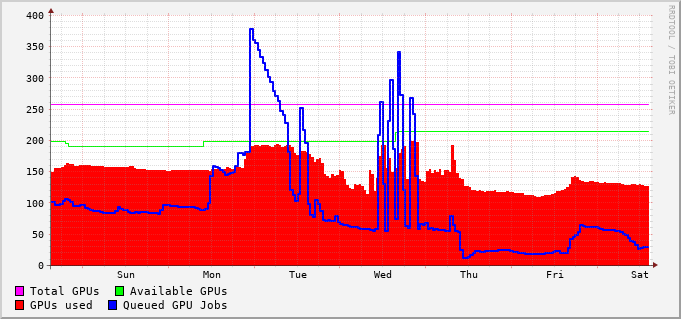 RRDTOOL / TOBI OETIKER
400
350
300
250
200
150
100
50
0
Sun Mon Tue Wed Thu Fri Sat
Total GPUs Available GPUs
GPUs used Queued GPU Jobs